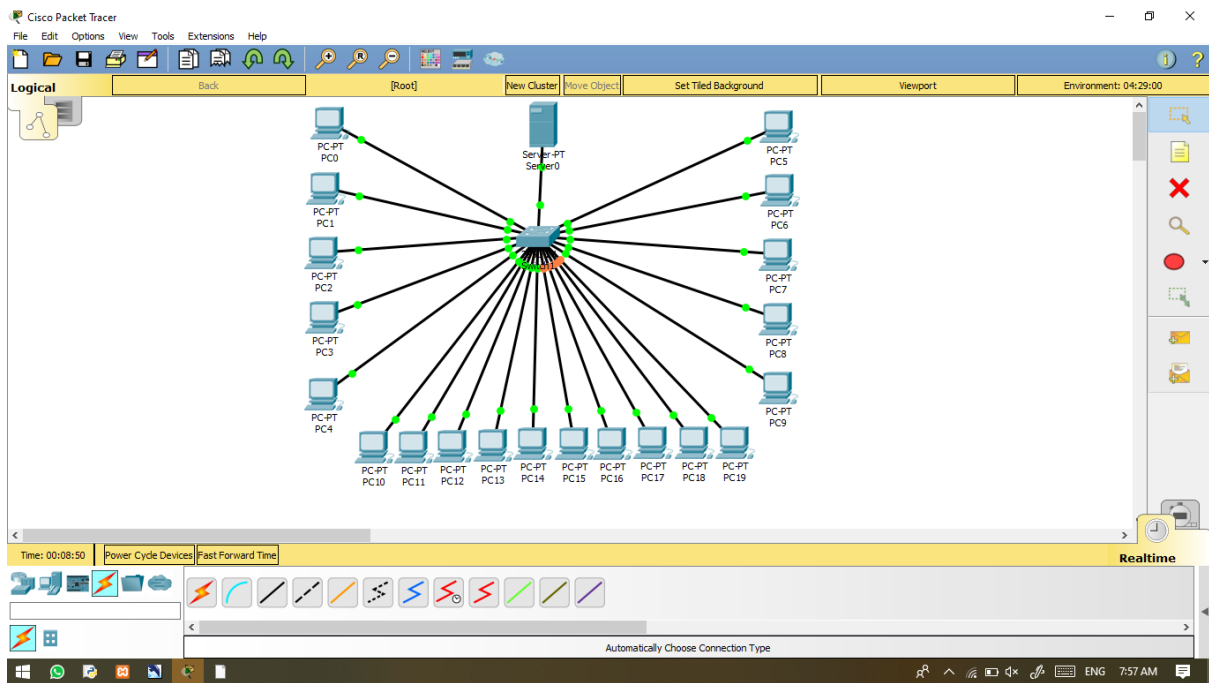 Cisco Packet Tracer
File Edit Options View Tools Extensions Help
Logical Back [Root] New Cluster Move Object Set Tiled Background Viewport Environment: 04:29:00
PC-PT
PC0
Server-PT
Server0
PC-PT
PC5
PC-PT
PC1
PC-PT
PC6
PC-PT
PC2
PC-PT
PC7
Switch1
PC-PT
PC3
PC-PT
PC8
PC-PT
PC4
PC-PT
PC9
PC-PT PC-PT PC-PT PC-PT PC-PT PC-PT PC-PT PC-PT PC-PT PC-PT
PC10 PC11 PC12 PC13 PC14 PC15 PC16 PC17 PC18 PC19
Time: 00:08:50 Power Cycle Devices Fast Forward Time Realtime
Automatically Choose Connection Type
ENG 7:57 AM